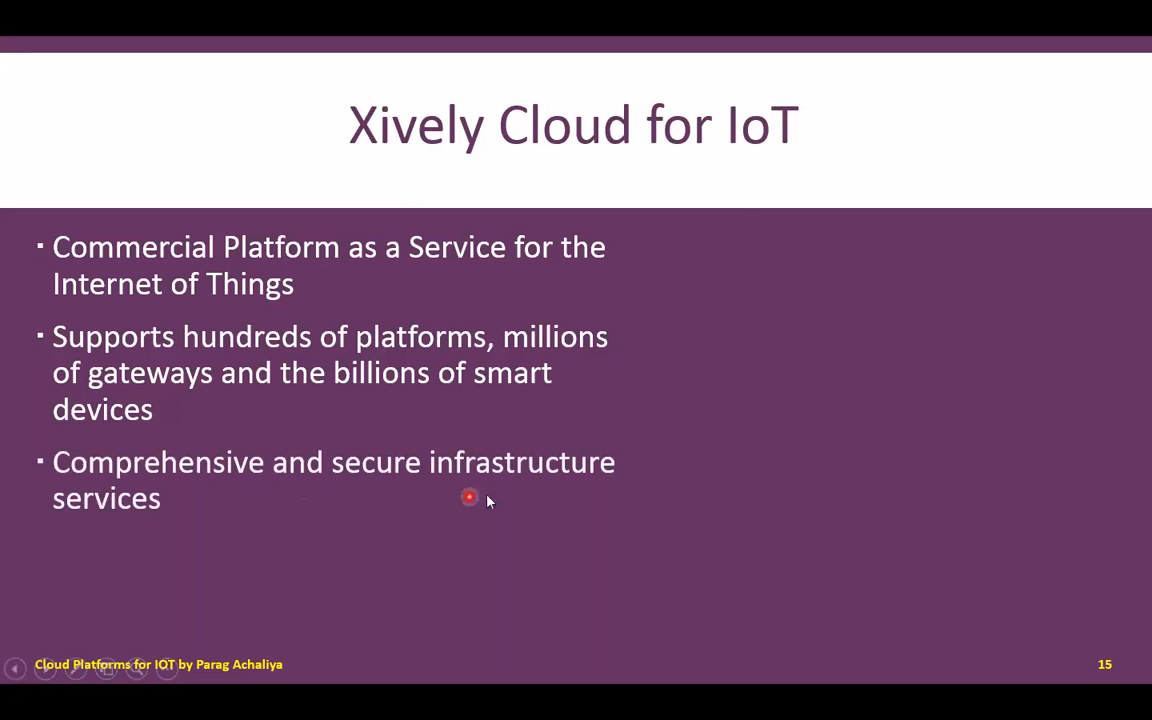 Xively Cloud for IoT
▪ Commercial Platform as a Service for the
Internet of Things
▪ Supports hundreds of platforms, millions
of gateways and the billions of smart
devices
▪ Comprehensive and secure infrastructure
services
Cloud Platforms for IOT by Parag Achaliya
15